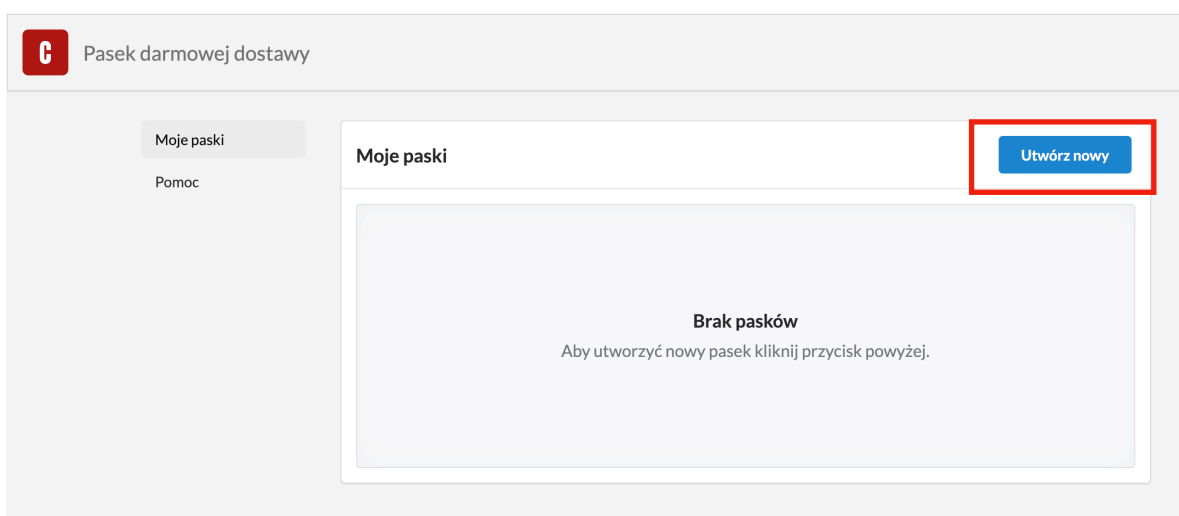 C
Pasek darmowej dostawy
Moje paski
Pomoc
Moje paski
Utwórz nowy
Brak pasków
Aby utworzyć nowy pasek kliknij przycisk powyżej.